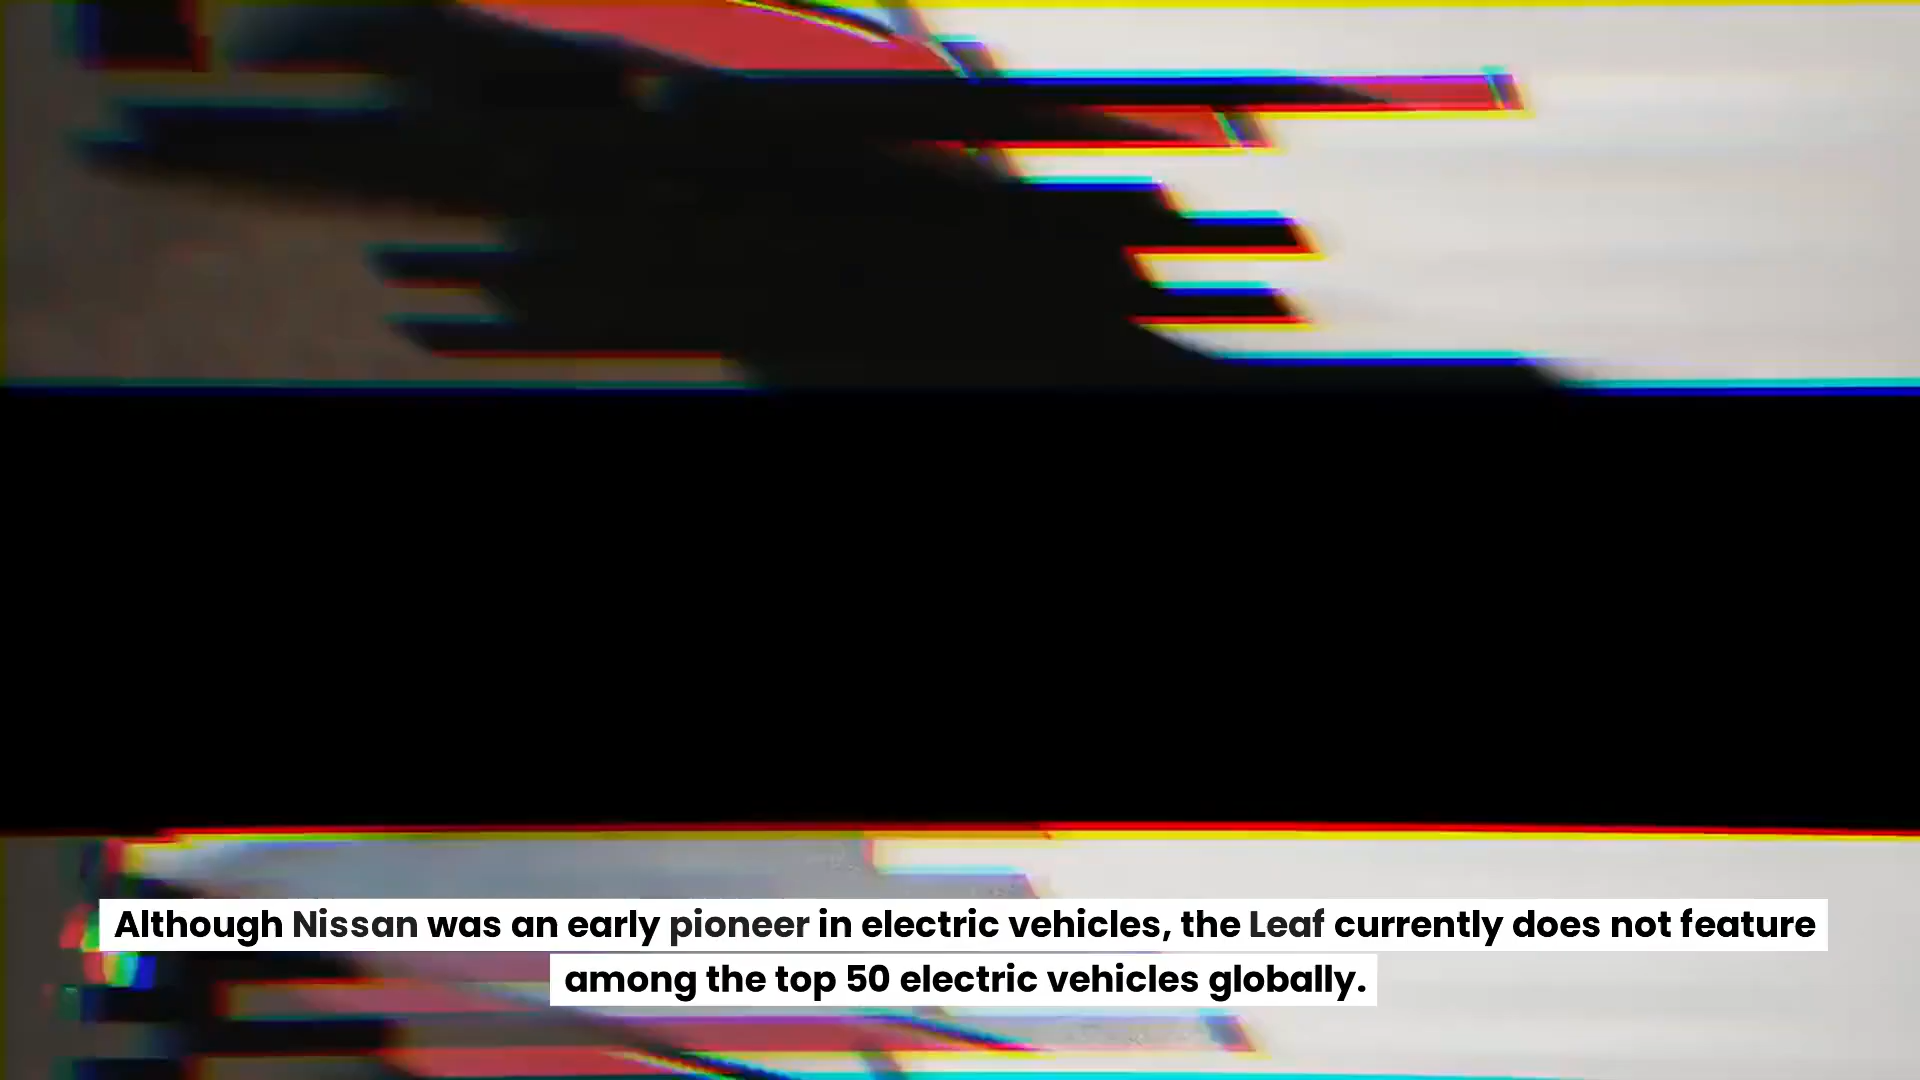 Although Nissan was an early pioneer in electric vehicles, the Leaf currently does not feature
among the top 50 electric vehicles globally.